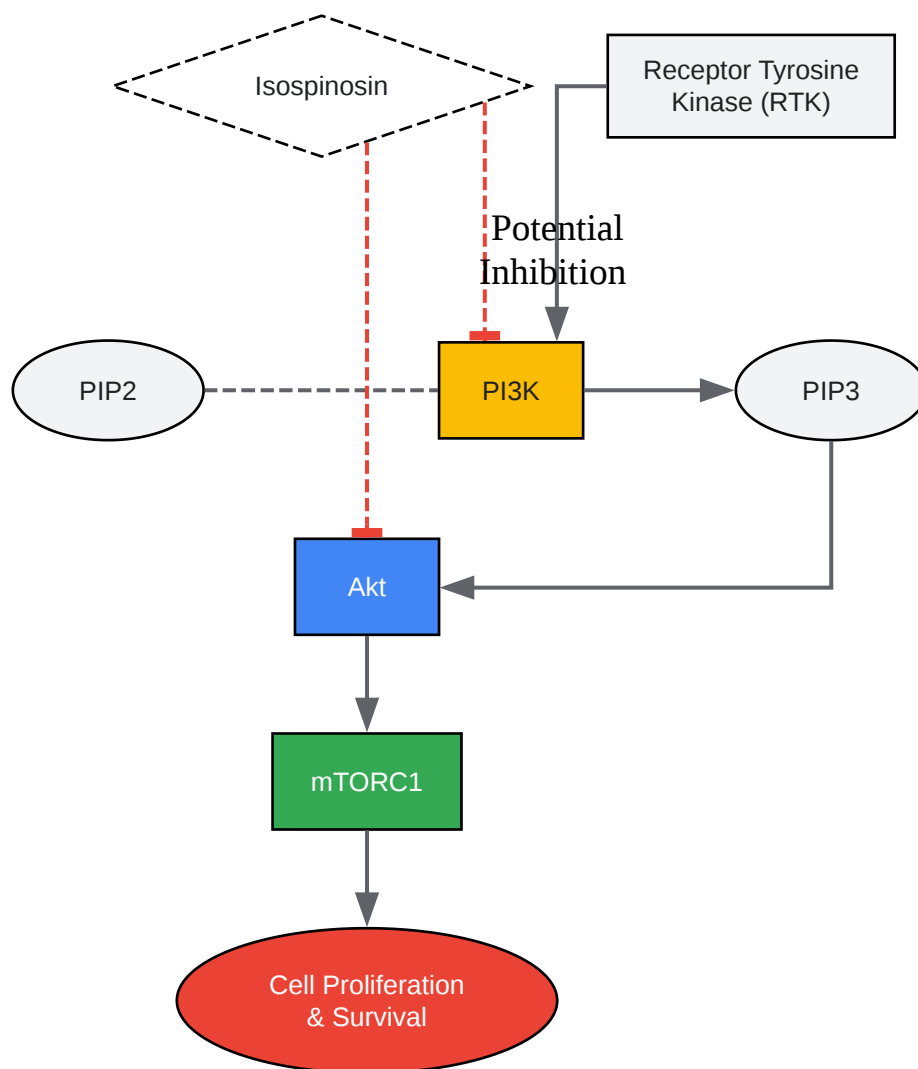 Isospinosin
Receptor Tyrosine
Kinase (RTK)
Potential
Inhibition
PIP2
PI3K
PIP3
Akt
mTORC1
Cell Proliferation
& Survival